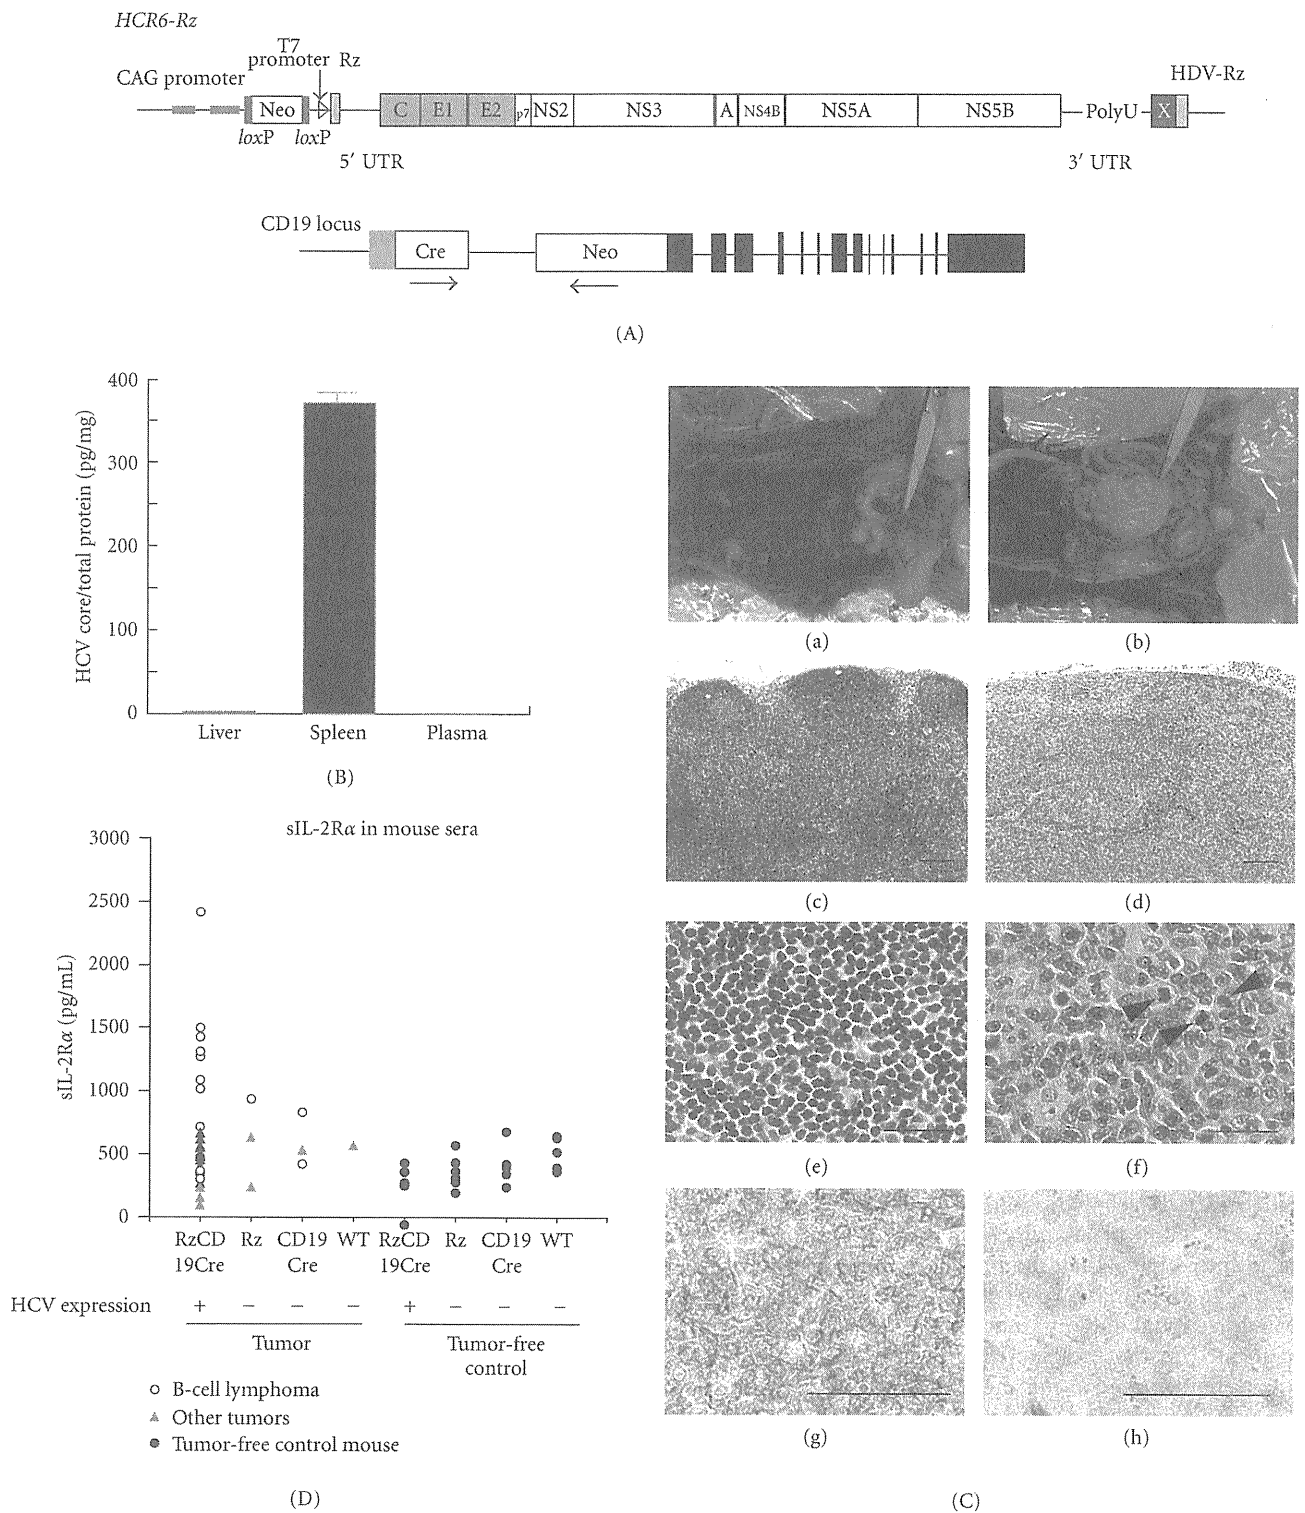 HCR6-Rz
T7
promoter
Rz
CAG promoter
HDV-Rz
Neo
C
E1
E2
p7
NS2
NS3
A
NS4B
NS5A
NS5B
PolyU
X
loxP
loxP
5′ UTR
3′ UTR
CD19 locus
Cre
Neo
(A)
HCV core/total protein (pg/mg)
400
300
200
100
0
Liver
Spleen
Plasma
(B)
(a)
(b)
(c)
(d)
(e)
(f)
(g)
(h)
(C)
sIL-2Rα in mouse sera
sIL-2Rα (pg/mL)
3000
2500
2000
1500
1000
500
0
RzCD
19Cre
Rz
CD19
Cre
WT
RzCD
19Cre
Rz
CD19
Cre
WT
HCV expression
+ − − − + − − −
Tumor
Tumor-free
control
B-cell lymphoma
Other tumors
Tumor-free control mouse
(D)